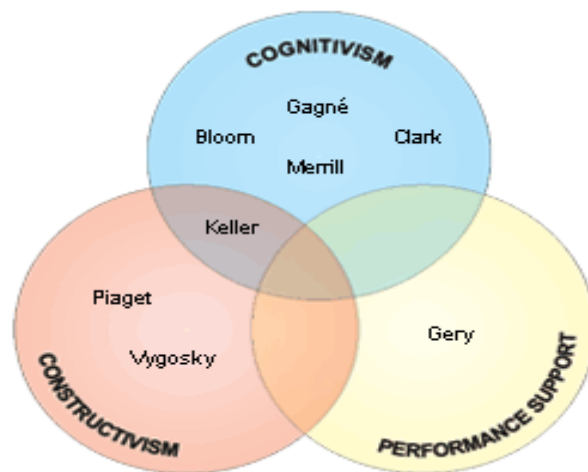 COGNITIVISM
Gagné
Bloom
Clark
Merrill
Keller
Piaget
Vygosky
Gery
CONSTRUCTIVISM
PERFORMANCE SUPPORT